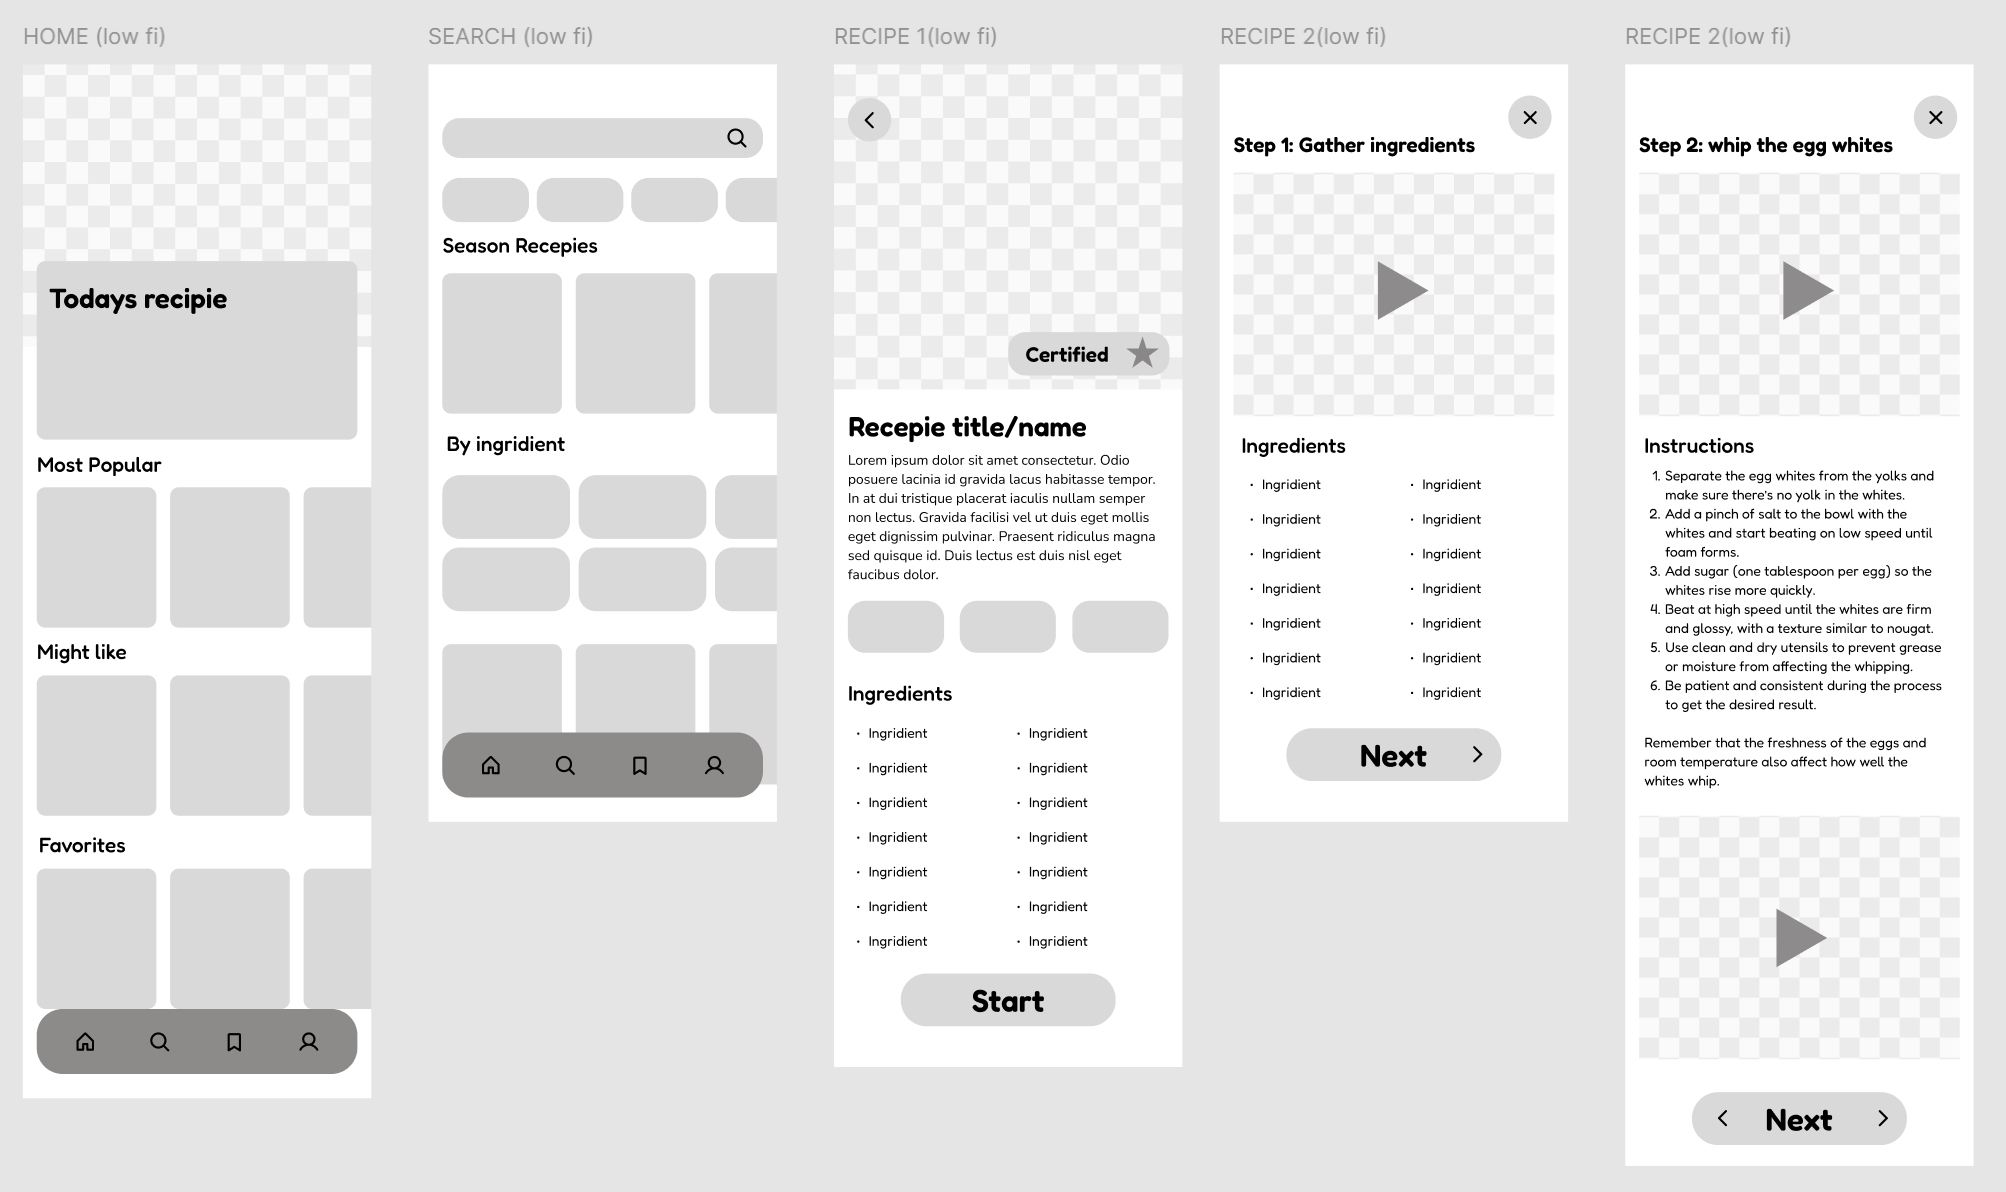 HOME (low fi)
Todays recipie
Most Popular
Might like
Favorites
SEARCH (low fi)
Season Recepies
By ingridient
RECIPE 1(low fi)
Certified
Recepie title/name
Lorem ipsum dolor sit amet consectetur. Odio
posuere lacinia id gravida lacus habitasse tempor.
In at dui tristique placerat iaculis nullam semper
non lectus. Gravida facilisi vel ut duis eget mollis
eget dignissim pulvinar. Praesent ridiculus magna
sed quisque id. Duis lectus est duis nisl eget
faucibus dolor.
Ingredients
· Ingridient · Ingridient
· Ingridient · Ingridient
· Ingridient · Ingridient
· Ingridient · Ingridient
· Ingridient · Ingridient
· Ingridient · Ingridient
· Ingridient · Ingridient
Start
RECIPE 2(low fi)
Step 1: Gather ingredients
Ingredients
· Ingridient · Ingridient
· Ingridient · Ingridient
· Ingridient · Ingridient
· Ingridient · Ingridient
· Ingridient · Ingridient
· Ingridient · Ingridient
· Ingridient · Ingridient
Next
RECIPE 2(low fi)
Step 2: whip the egg whites
Instructions
1. Separate the egg whites from the yolks and
make sure there's no yolk in the whites.
2. Add a pinch of salt to the bowl with the
whites and start beating on low speed until
foam forms.
3. Add sugar (one tablespoon per egg) so the
whites rise more quickly.
4. Beat at high speed until the whites are firm
and glossy, with a texture similar to nougat.
5. Use clean and dry utensils to prevent grease
or moisture from affecting the whipping.
6. Be patient and consistent during the process
to get the desired result.
Remember that the freshness of the eggs and
room temperature also affect how well the
whites whip.
Next